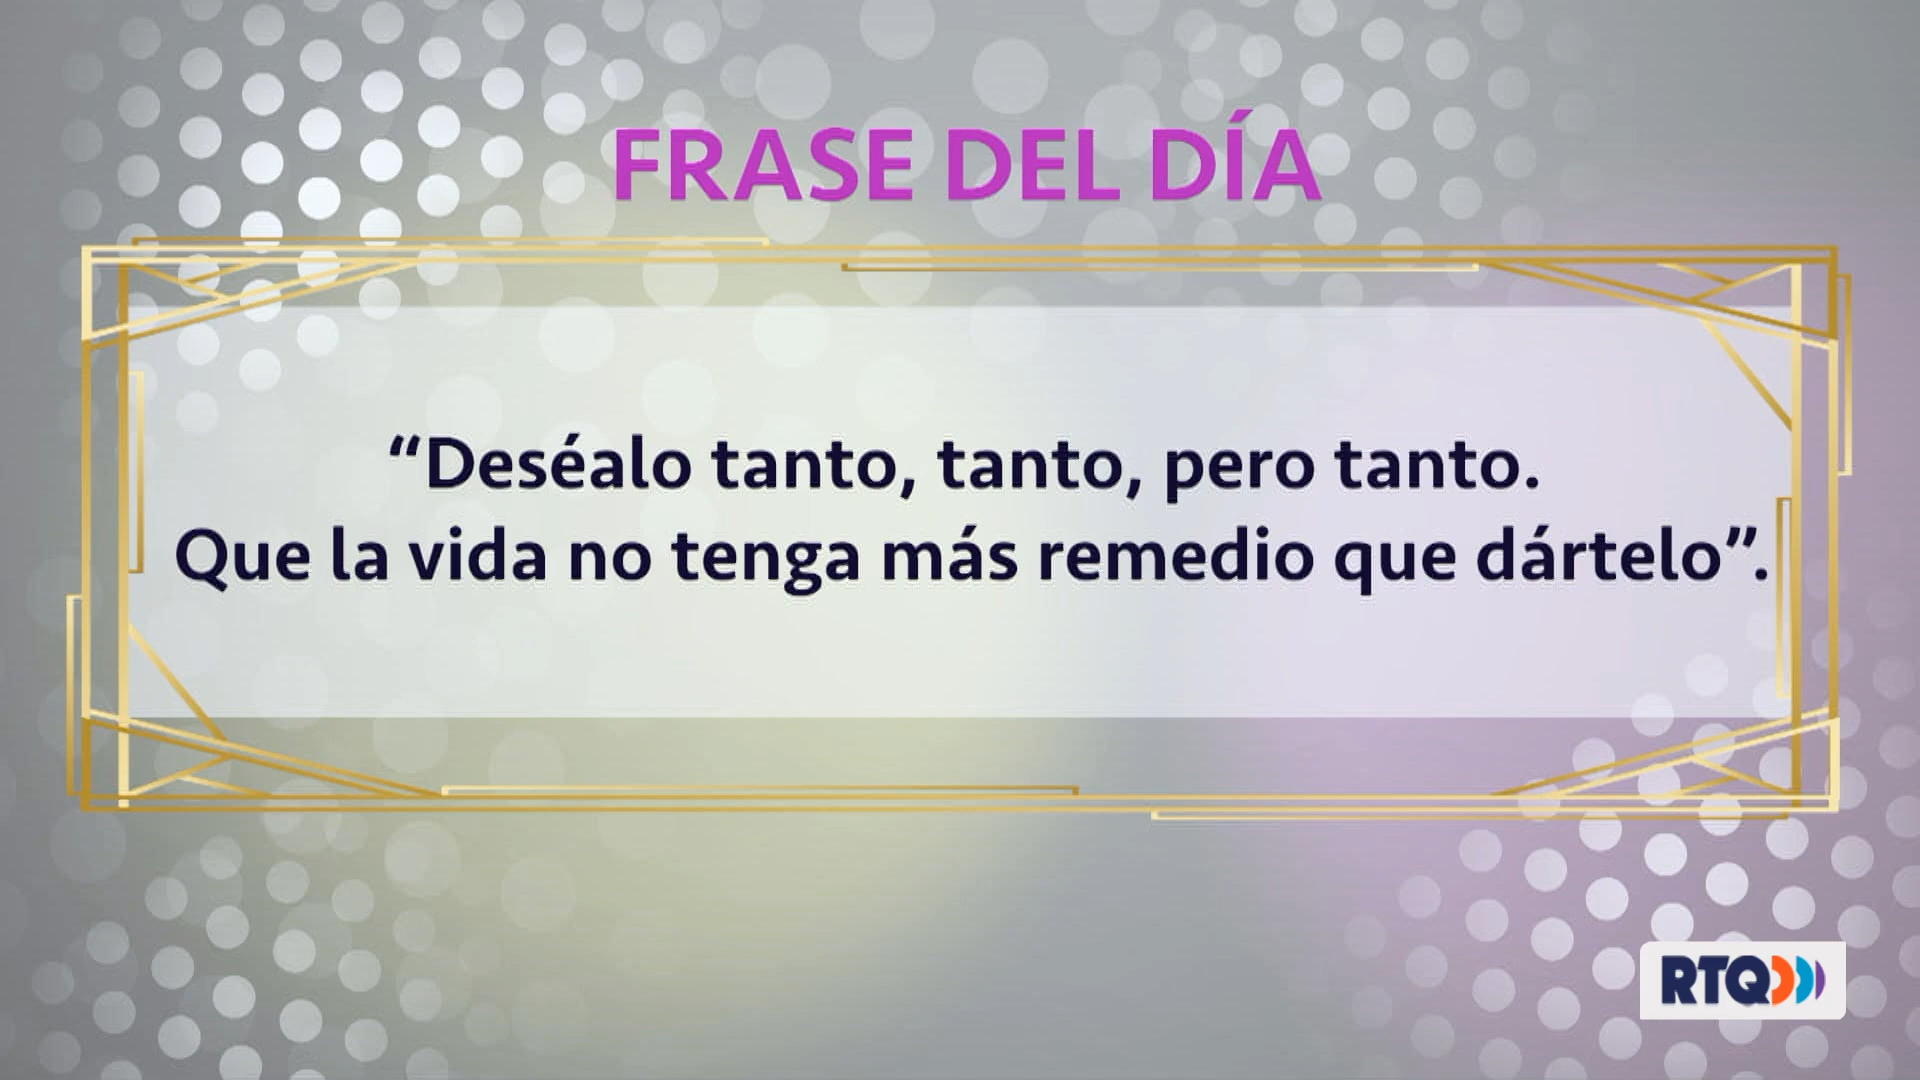 FRASE DEL DÍA
“Deséalo tanto, tanto, pero tanto.
Que la vida no tenga más remedio que dártelo”.
RTQ